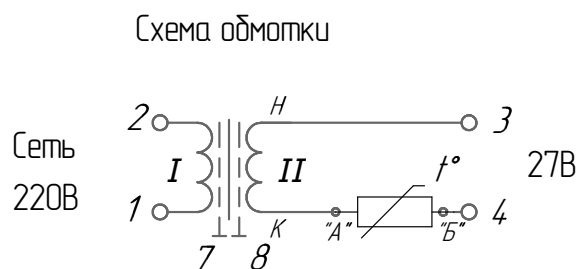 Схема обмотки
2 Н 3
Сеть 220В
I II t° 27В
1 К "А" "Б" 4
7 8